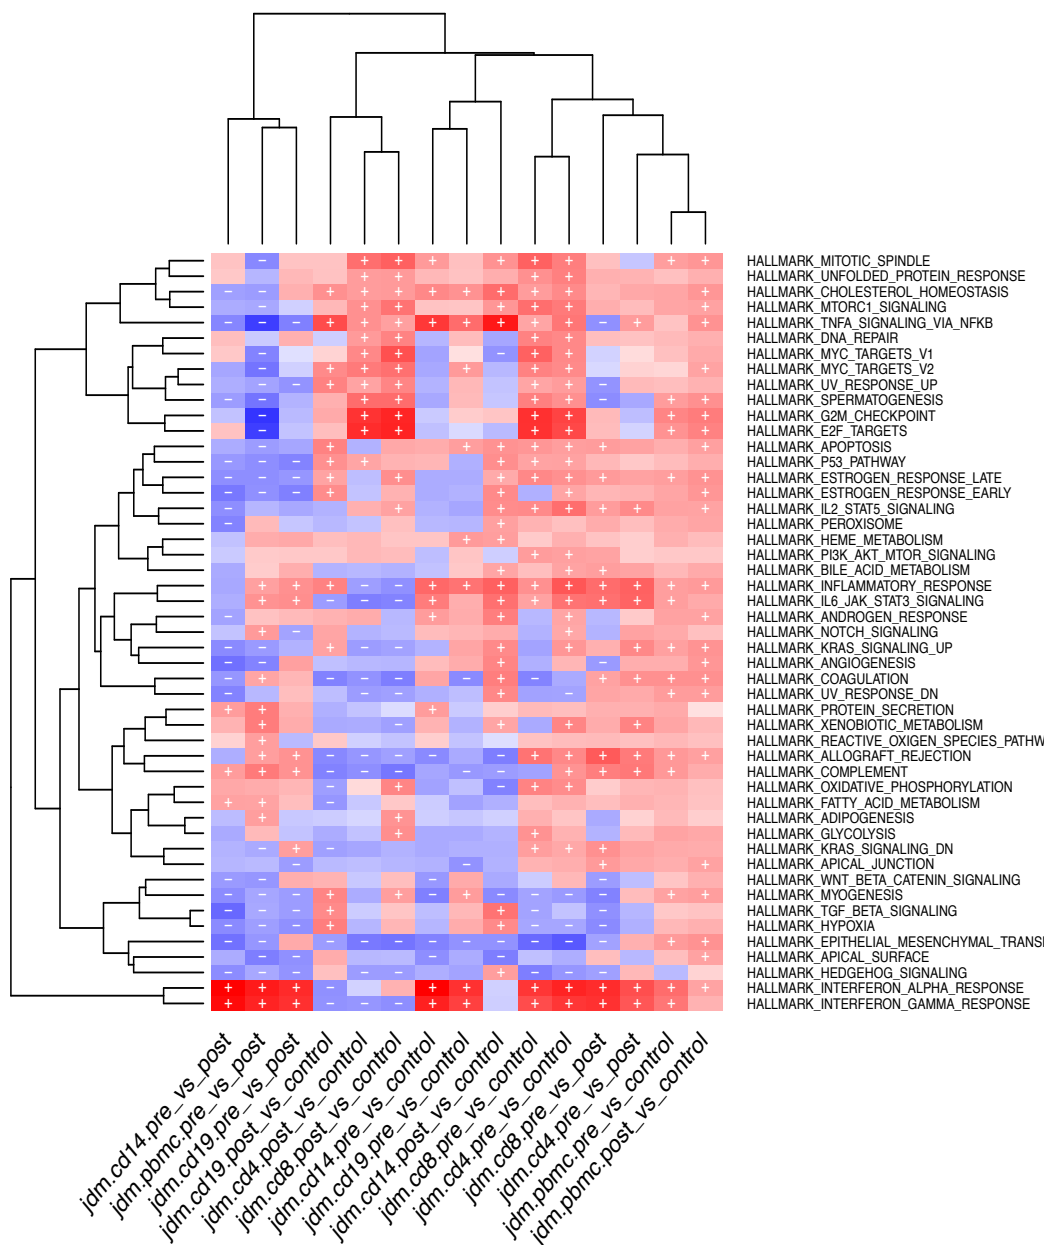 HALLMARK_MITOTIC_SPINDLE
HALLMARK_UNFOLDED_PROTEIN_RESPONSE
HALLMARK_CHOLESTEROL_HOMEOSTASIS
HALLMARK_MTORC1_SIGNALING
HALLMARK_TNFA_SIGNALING_VIA_NFKB
HALLMARK_DNA_REPAIR
HALLMARK_MYC_TARGETS_V1
HALLMARK_MYC_TARGETS_V2
HALLMARK_UV_RESPONSE_UP
HALLMARK_SPERMATOGENESIS
HALLMARK_G2M_CHECKPOINT
HALLMARK_E2F_TARGETS
HALLMARK_APOPTOSIS
HALLMARK_P53_PATHWAY
HALLMARK_ESTROGEN_RESPONSE_LATE
HALLMARK_ESTROGEN_RESPONSE_EARLY
HALLMARK_IL2_STAT5_SIGNALING
HALLMARK_PEROXISOME
HALLMARK_HEME_METABOLISM
HALLMARK_PI3K_AKT_MTOR_SIGNALING
HALLMARK_BILE_ACID_METABOLISM
HALLMARK_INFLAMMATORY_RESPONSE
HALLMARK_IL6_JAK_STAT3_SIGNALING
HALLMARK_ANDROGEN_RESPONSE
HALLMARK_NOTCH_SIGNALING
HALLMARK_KRAS_SIGNALING_UP
HALLMARK_ANGIOGENESIS
HALLMARK_COAGULATION
HALLMARK_UV_RESPONSE_DN
HALLMARK_PROTEIN_SECRETION
HALLMARK_XENOBIOTIC_METABOLISM
HALLMARK_REACTIVE_OXIGEN_SPECIES_PATHW
HALLMARK_ALLOGRAFT_REJECTION
HALLMARK_COMPLEMENT
HALLMARK_OXIDATIVE_PHOSPHORYLATION
HALLMARK_FATTY_ACID_METABOLISM
HALLMARK_ADIPOGENESIS
HALLMARK_GLYCOLYSIS
HALLMARK_KRAS_SIGNALING_DN
HALLMARK_APICAL_JUNCTION
HALLMARK_WNT_BETA_CATENIN_SIGNALING
HALLMARK_MYOGENESIS
HALLMARK_TGF_BETA_SIGNALING
HALLMARK_HYPOXIA
HALLMARK_EPITHELIAL_MESENCHYMAL_TRANSI
HALLMARK_APICAL_SURFACE
HALLMARK_HEDGEHOG_SIGNALING
HALLMARK_INTERFERON_ALPHA_RESPONSE
HALLMARK_INTERFERON_GAMMA_RESPONSE
jdm.cd14.pre_vs_post
jdm.pbmc.pre_vs_post
jdm.cd19.pre_vs_post
jdm.cd19.post_vs_control
jdm.cd4.post_vs_control
jdm.cd8.post_vs_control
jdm.cd14.pre_vs_control
jdm.cd19.pre_vs_control
jdm.cd14.post_vs_control
jdm.cd8.pre_vs_control
jdm.cd4.pre_vs_control
jdm.cd8.pre_vs_post
jdm.cd4.pre_vs_post
jdm.pbmc.pre_vs_control
jdm.pbmc.post_vs_control